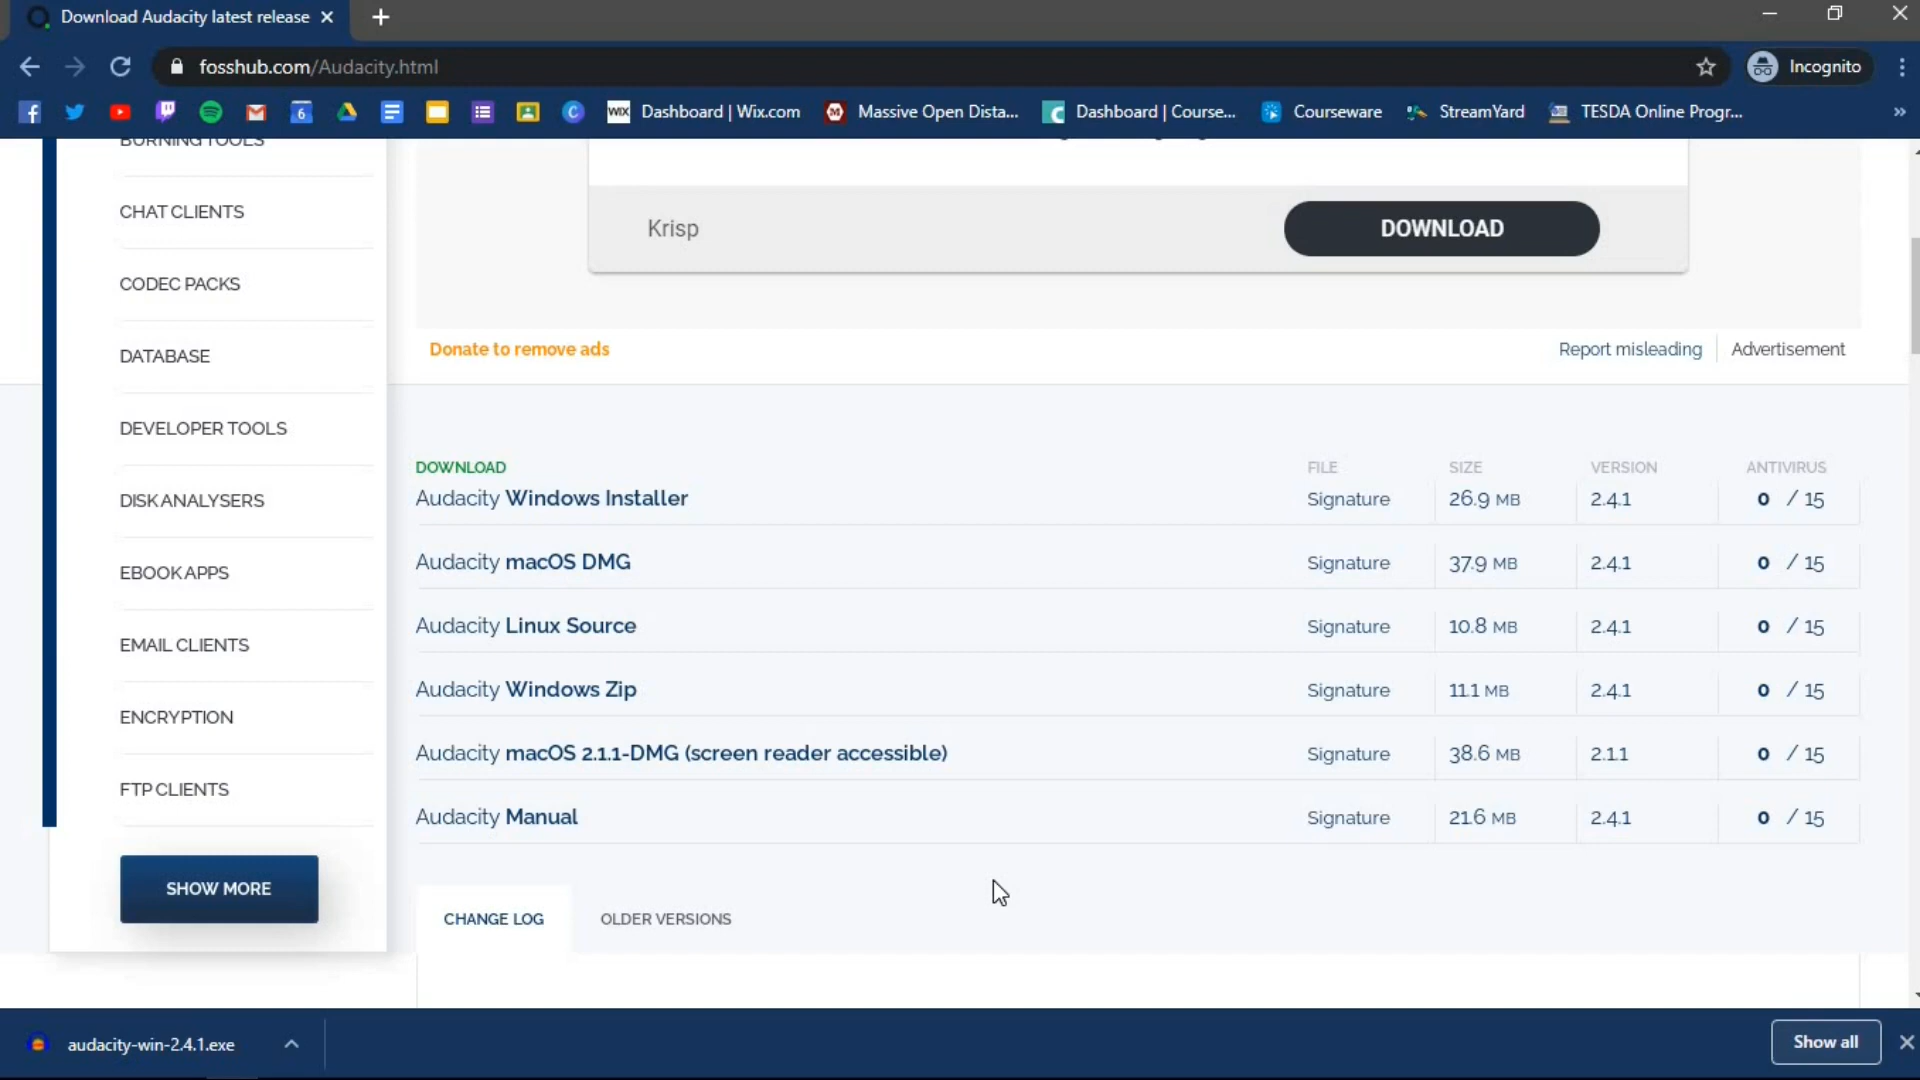 Download Audacity latest release
fosshub.com/Audacity.html
Incognito
6
WIX
Dashboard | Wix.com
Massive Open Dista...
Dashboard | Course...
Courseware
StreamYard
TESDA Online Progr...
BURNING TOOLS
CHAT CLIENTS
CODEC PACKS
DATABASE
DEVELOPER TOOLS
DISK ANALYSERS
EBOOK APPS
EMAIL CLIENTS
ENCRYPTION
FTP CLIENTS
SHOW MORE
Krisp
DOWNLOAD
Donate to remove ads
Report misleading
Advertisement
DOWNLOAD FILE SIZE VERSION ANTIVIRUS
Audacity Windows Installer Signature 26.9 MB 2.4.1 0 / 15
Audacity macOS DMG Signature 37.9 MB 2.4.1 0 / 15
Audacity Linux Source Signature 10.8 MB 2.4.1 0 / 15
Audacity Windows Zip Signature 11.1 MB 2.4.1 0 / 15
Audacity macOS 2.1.1-DMG (screen reader accessible) Signature 38.6 MB 2.1.1 0 / 15
Audacity Manual Signature 21.6 MB 2.4.1 0 / 15
CHANGE LOG
OLDER VERSIONS
audacity-win-2.4.1.exe
Show all